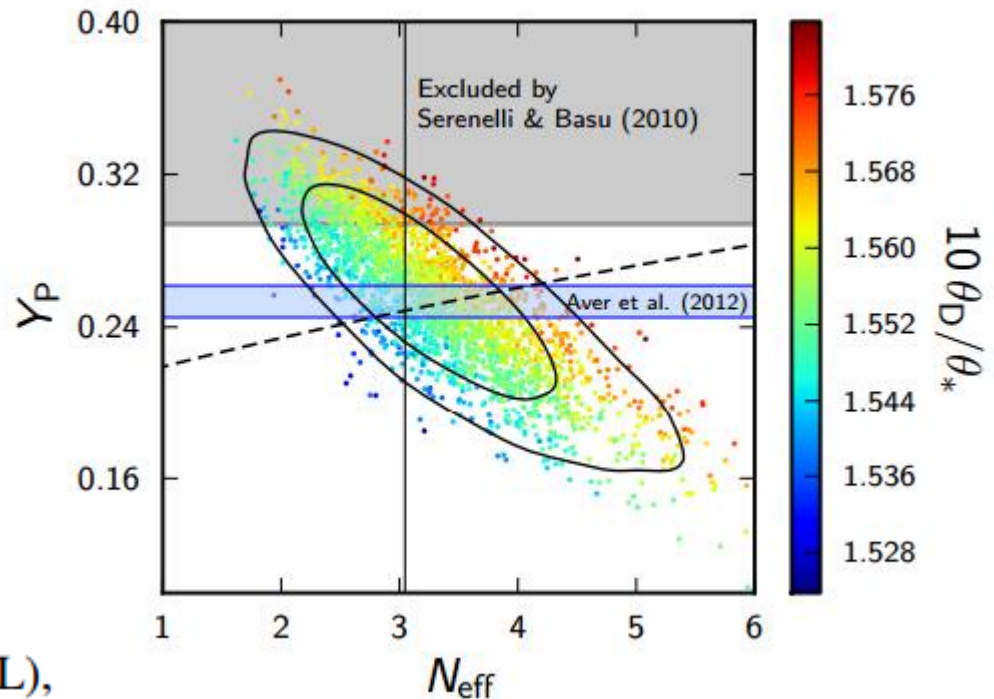 0.40
0.32
0.24
0.16
Y_P
Excluded by
Serenelli & Basu (2010)
Aver et al. (2012)
1 2 3 4 5 6
N_eff
1.576
1.568
1.560
1.552
1.544
1.536
1.528
10 θ_D/θ_*
L),